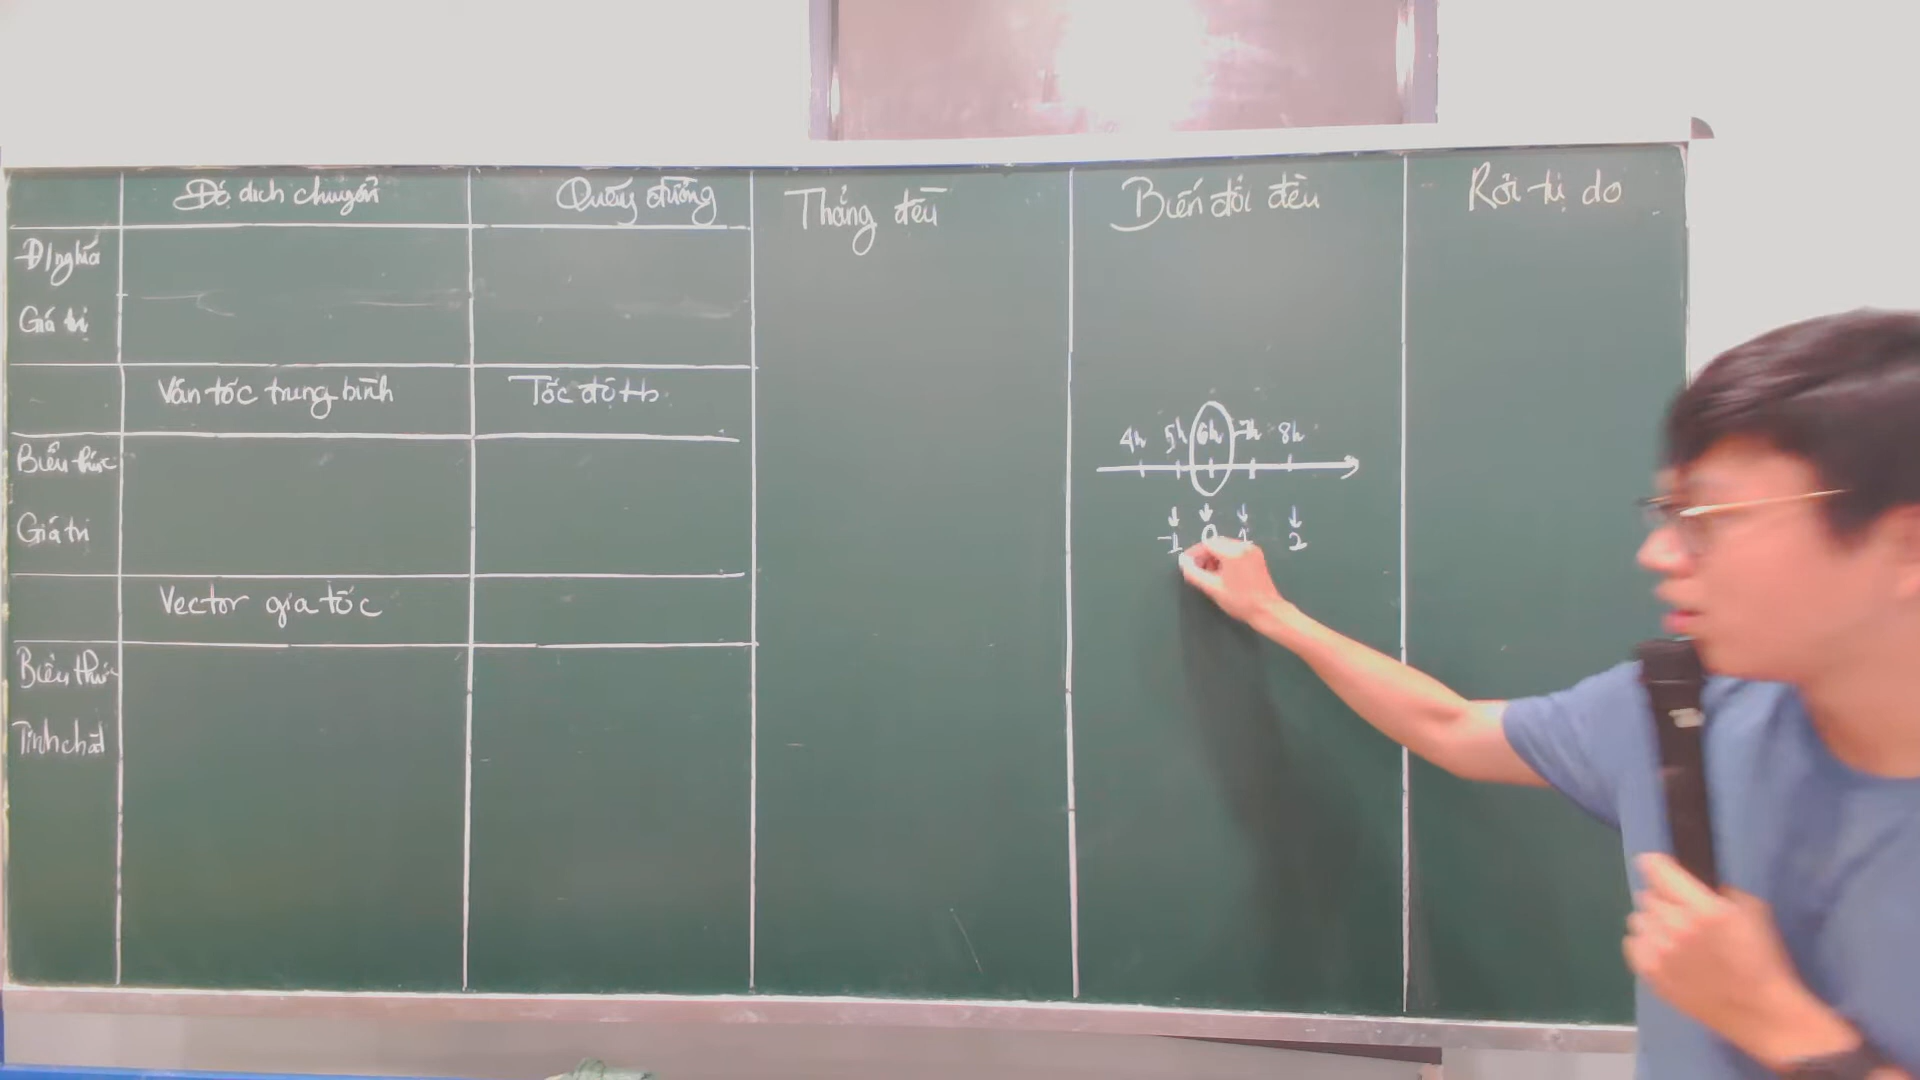 Độ dịch chuyển
Quãng đường
Thẳng đều
Biến đổi đều
Rơi tự do
Đ/nghĩa
Giá trị
Vận tốc trung bình
Tốc độ tb
Biểu thức
Giá trị
4h 5h 6h 7h 8h
-1 0 1 2
Vector gia tốc
Biểu thức
Tính chất